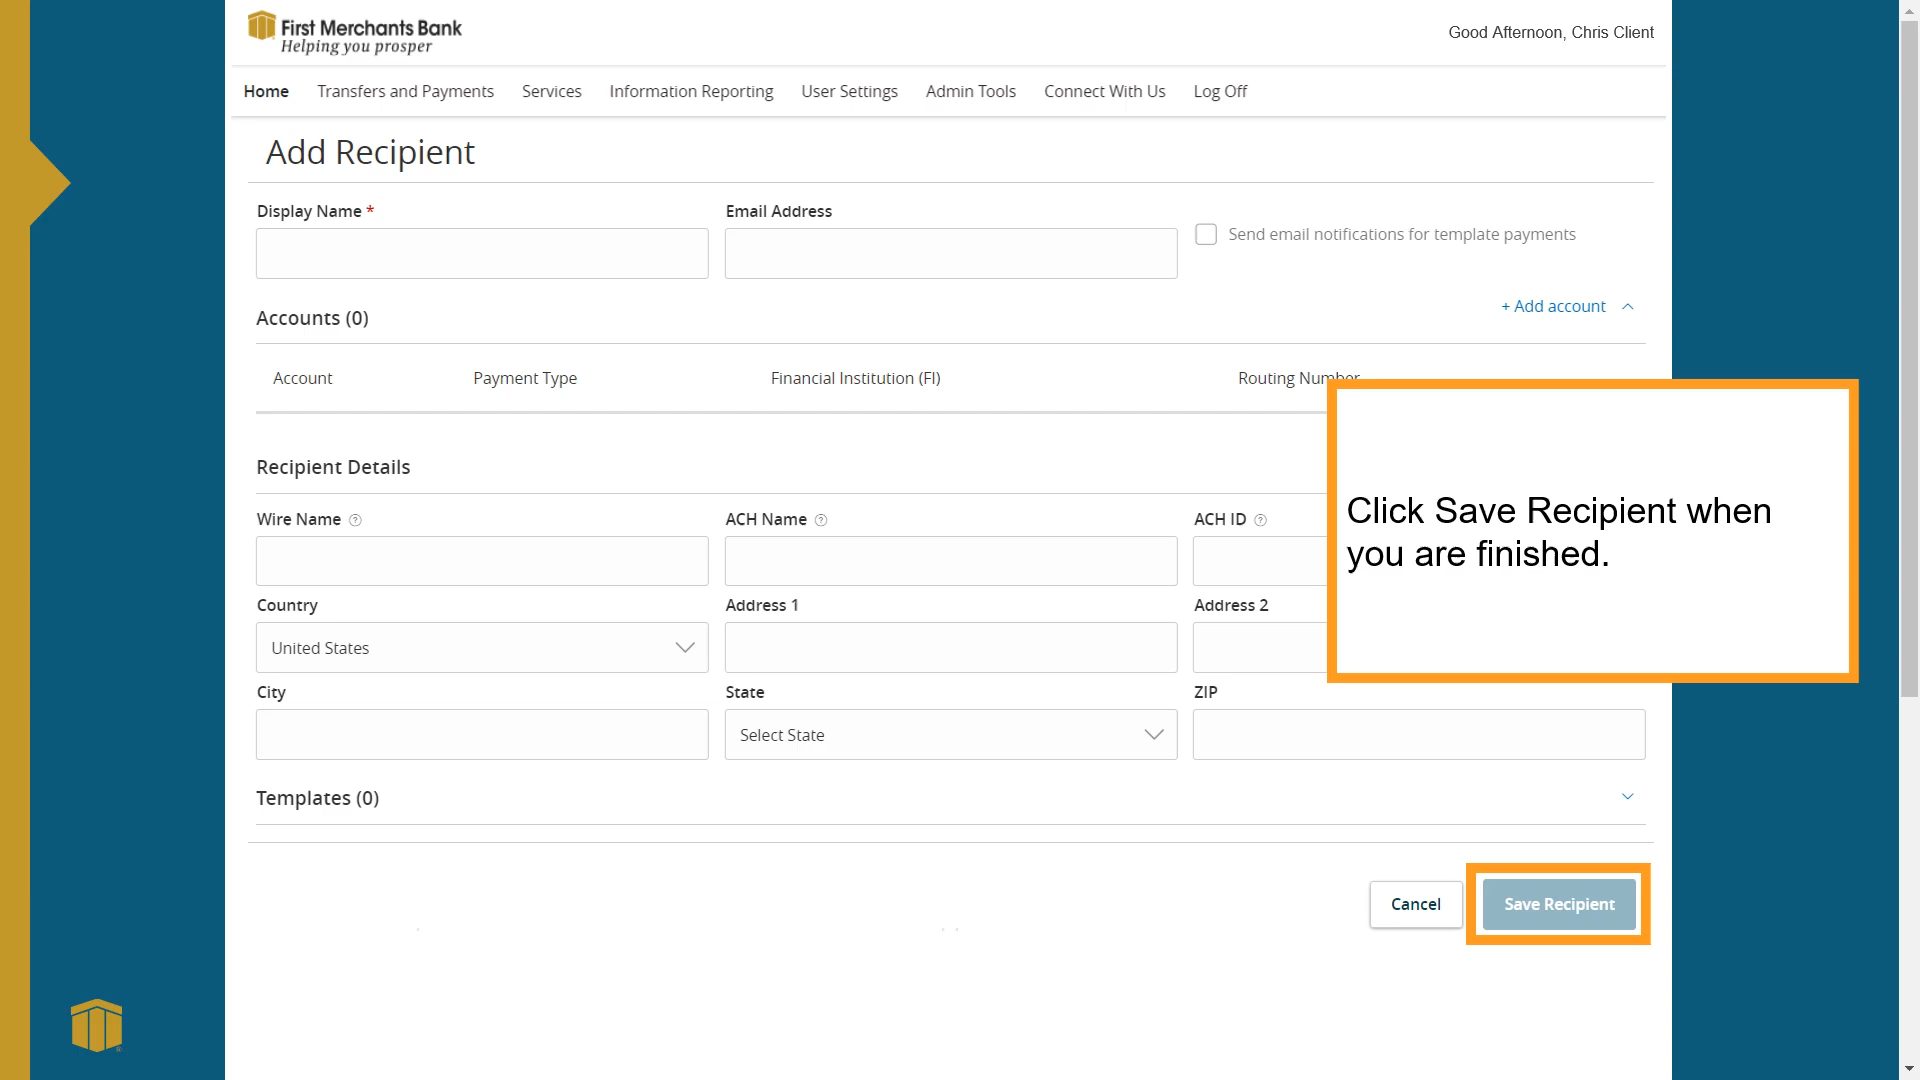 First Merchants Bank
Helping you prosper
Good Afternoon, Chris Client
Home Transfers and Payments Services Information Reporting User Settings Admin Tools Connect With Us Log Off
Add Recipient
Display Name * Email Address
Send email notifications for template payments
+ Add account
Accounts (0)
Account Payment Type Financial Institution (FI) Routing Number
Recipient Details
Wire Name ? ACH Name ? ACH ID ?
Click Save Recipient when
you are finished.
Country Address 1 Address 2
United States
City State ZIP
Select State
Templates (0)
Cancel Save Recipient